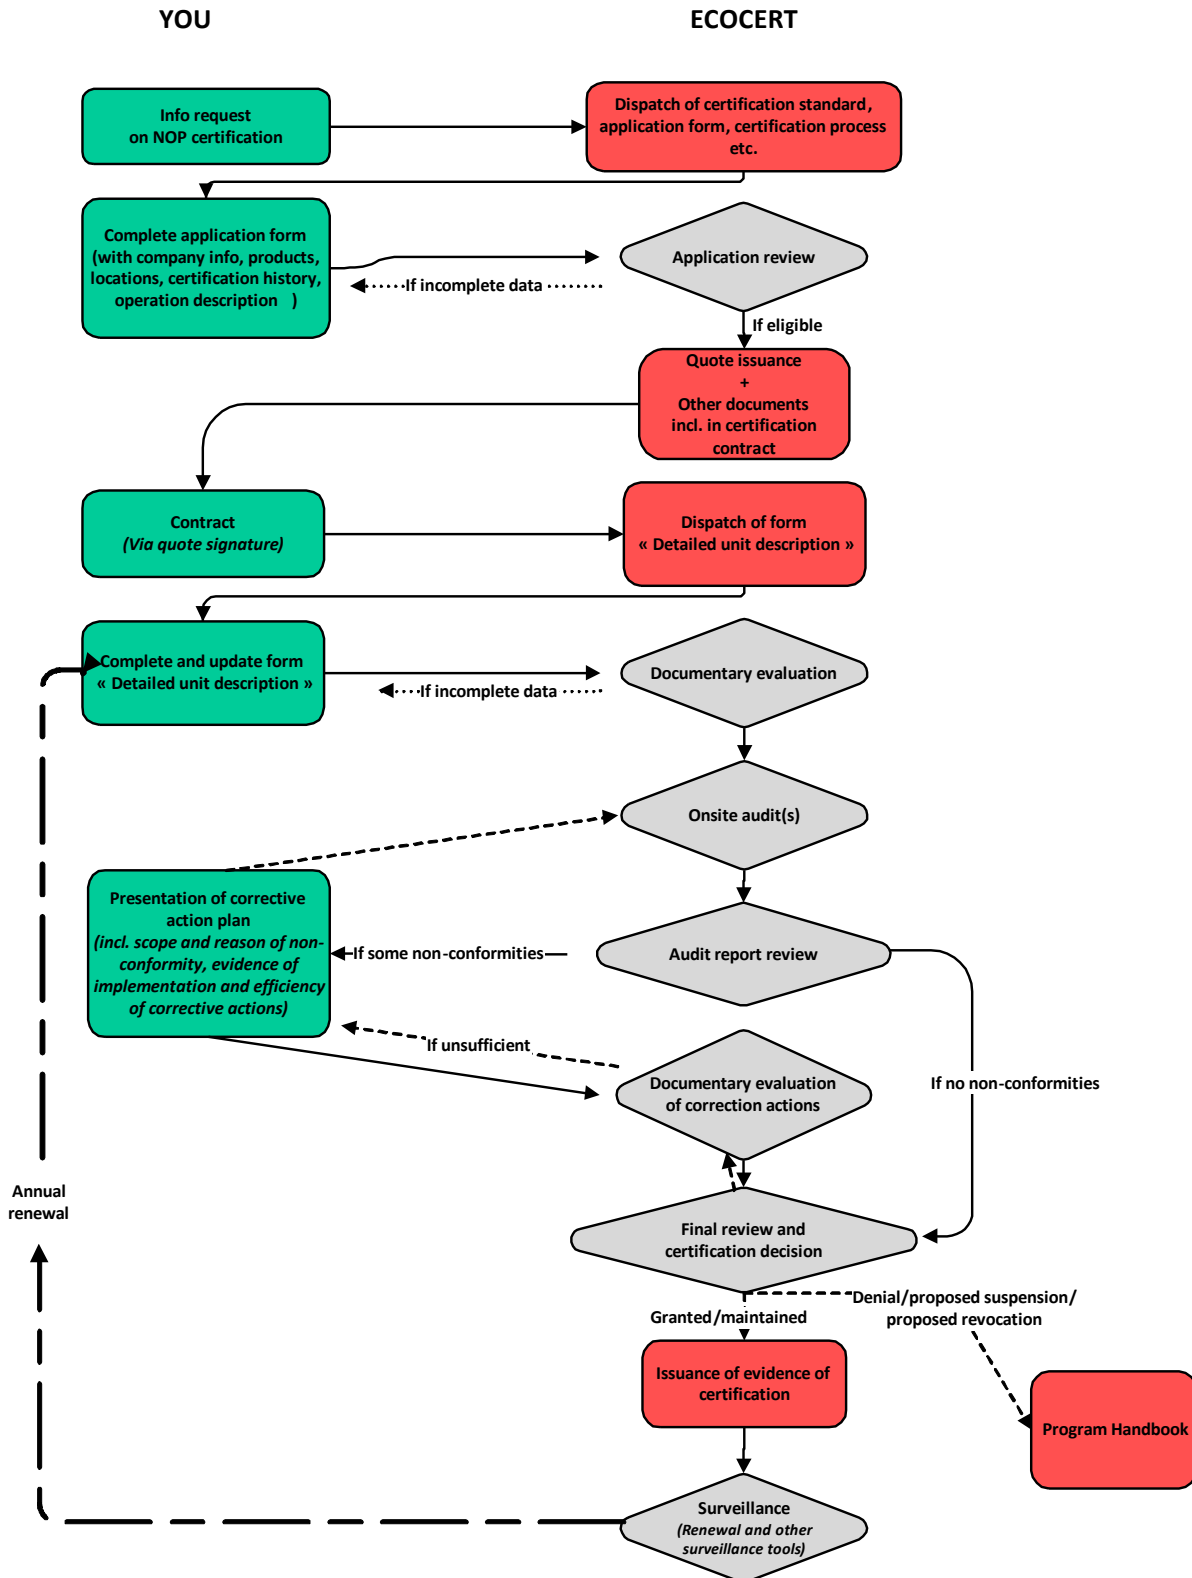 YOU
ECOCERT
Info request
on NOP certification
Dispatch of certification standard,
application form, certification process
etc.
Complete application form
(with company info, products,
locations, certification history,
operation description )
Application review
If incomplete data
If eligible
Quote issuance
+
Other documents
incl. in certification
contract
Contract
(Via quote signature)
Dispatch of form
« Detailed unit description »
Complete and update form
« Detailed unit description »
Documentary evaluation
If incomplete data
Onsite audit(s)
Presentation of corrective
action plan
(incl. scope and reason of non-
conformity, evidence of
implementation and efficiency
of corrective actions)
If some non-conformities
Audit report review
If unsufficient
Documentary evaluation
of correction actions
If no non-conformities
Annual
renewal
Final review and
certification decision
Granted/maintained
Denial/proposed suspension/
proposed revocation
Issuance of evidence of
certification
Program Handbook
Surveillance
(Renewal and other
surveillance tools)